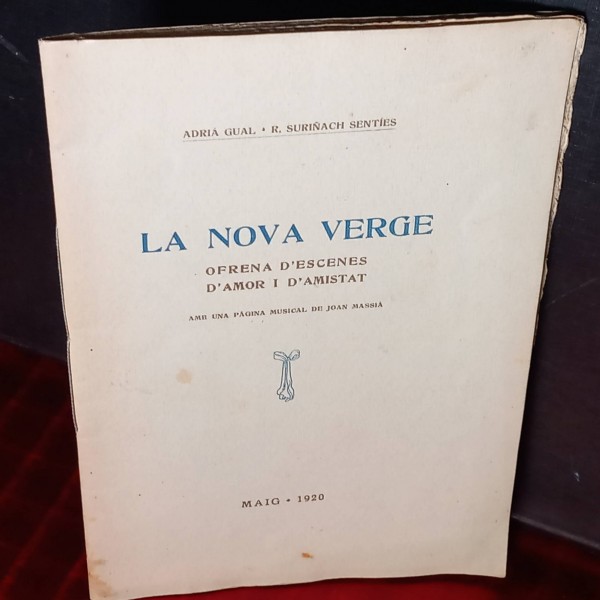 ADRIÀ GUAL • R. SURIÑACH SENTÍES
LA NOVA VERGE
OFRENA D'ESCENES
D'AMOR I D'AMISTAT
AMB UNA PÀGINA MUSICAL DE JOAN MASSIÀ
MAIG • 1920